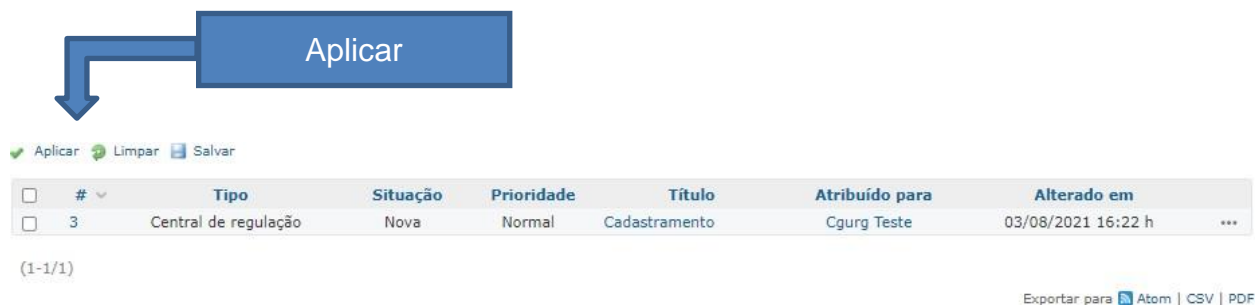 Aplicar
Aplicar Limpar Salvar
# Tipo Situação Prioridade Título Atribuído para Alterado em
3 Central de regulação Nova Normal Cadastramento Cgurg Teste 03/08/2021 16:22 h ...
(1-1/1)
Exportar para Atom | CSV | PDF